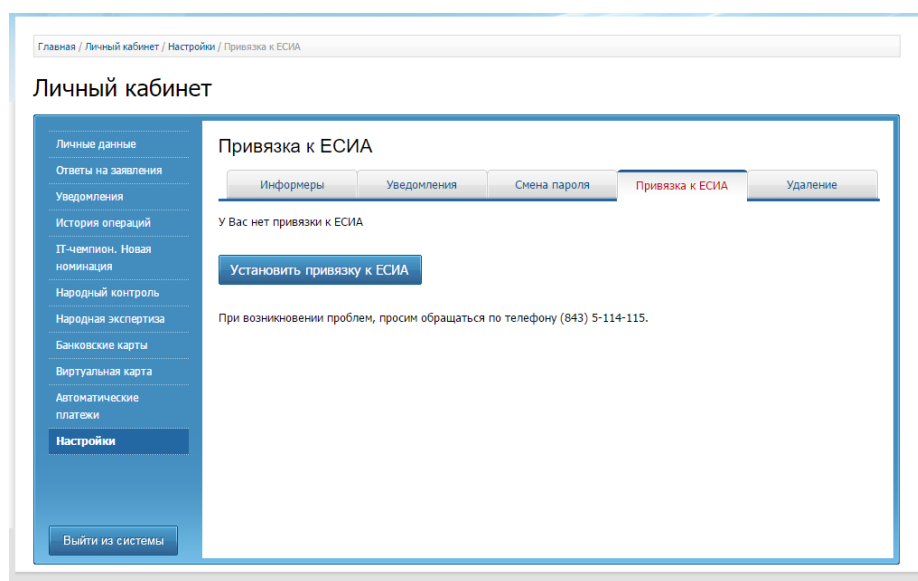 Главная / Личный кабинет / Настройки / Привязка к ЕСИА
Личный кабинет
Личные данные
Ответы на заявления
Уведомления
История операций
IT-чемпион. Новая
номинация
Народный контроль
Народная экспертиза
Банковские карты
Виртуальная карта
Автоматические
платежи
Настройки
Выйти из системы
Привязка к ЕСИА
Информеры Уведомления Смена пароля Привязка к ЕСИА Удаление
У Вас нет привязки к ЕСИА
Установить привязку к ЕСИА
При возникновении проблем, просим обращаться по телефону (843) 5-114-115.